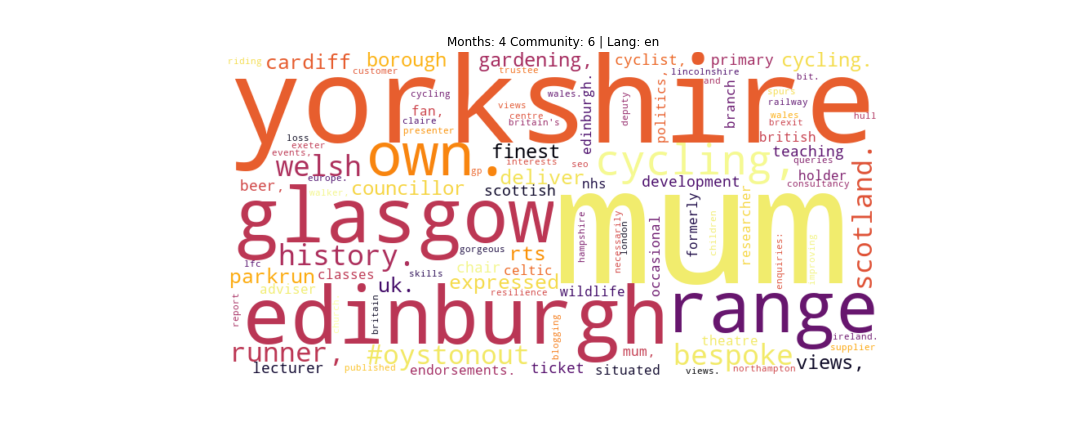 Months: 4 Community: 6 | Lang: en
riding cardiff borough gardening, trustee cyclist, primary cycling.
customer lincolnshire and bit.
yorkshire
cycling fan, views wales. edinburgh. deputy politics, branch spurs railway
claire centre britain's wales brexit hull
presenter
loss own. finest british teaching
exeter events. welsh gp interests seo cycling, queries
europe. deliver holder
beer, walker. councillor scottish nhs development consultancy
glasgow mum scotland.
hampshire necessarily london occasional formerly children researcher enquiries: improving
history. gorgeous rts
lfc parkrun classes skills chair celtic
adviser uk. expressed
resilience wildlife
report britain edinburgh range
blogging ireland.
runner, #oystonout mum, theatre supplier
bespoke views,
lecturer published endorsements. ticket situated views. northampton